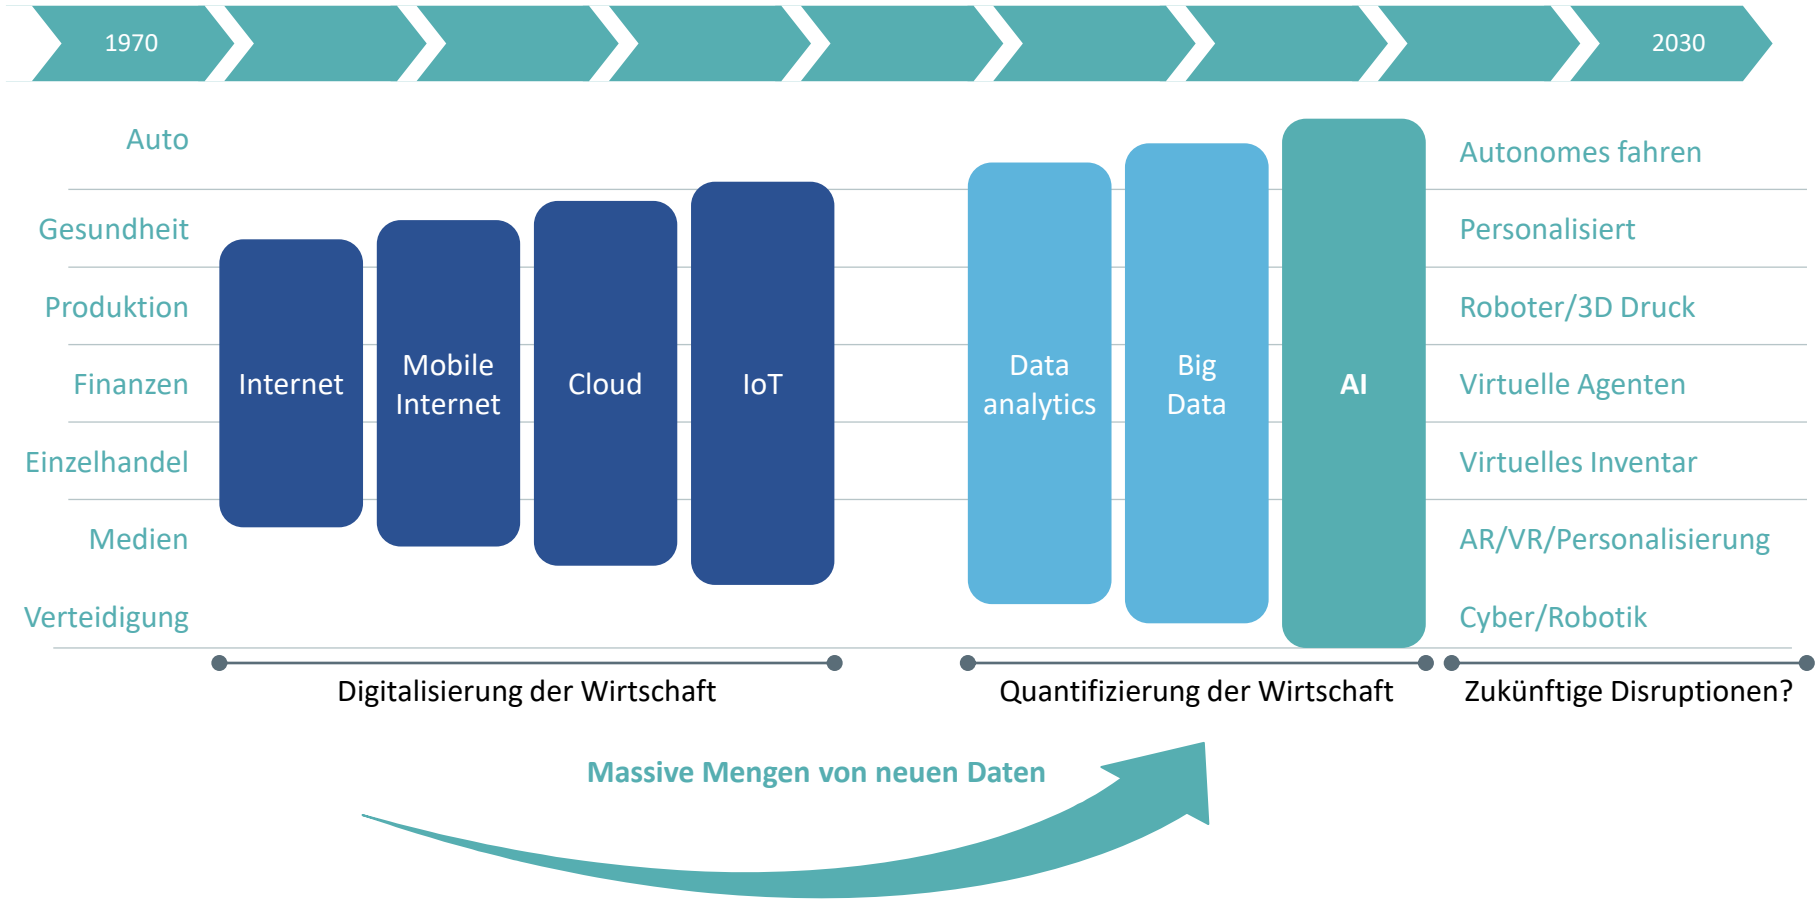 1970
2030
Auto
Gesundheit
Produktion
Finanzen
Einzelhandel
Medien
Verteidigung
Internet
Mobile
Internet
Cloud
IoT
Data
analytics
Big
Data
AI
Autonomes fahren
Personalisiert
Roboter/3D Druck
Virtuelle Agenten
Virtuelles Inventar
AR/VR/Personalisierung
Cyber/Robotik
Digitalisierung der Wirtschaft
Quantifizierung der Wirtschaft
Zukünftige Disruptionen?
Massive Mengen von neuen Daten